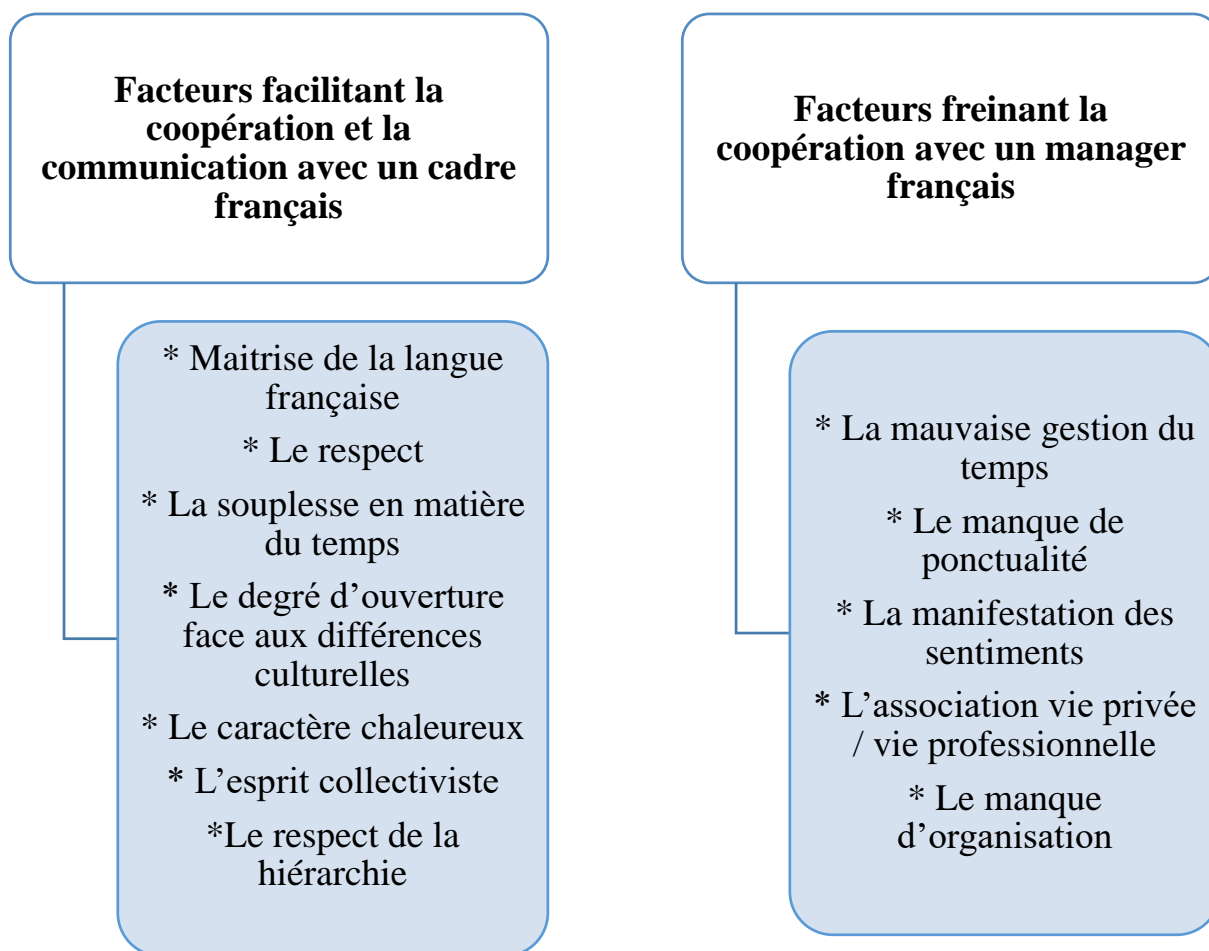 Facteurs facilitant la
coopération et la
communication avec un cadre
français
* Maitrise de la langue
française
* Le respect
* La souplesse en matière
du temps
* Le degré d’ouverture
face aux différences
culturelles
* Le caractère chaleureux
* L’esprit collectiviste
*Le respect de la
hiérarchie
Facteurs freinant la
coopération avec un manager
français
* La mauvaise gestion du
temps
* Le manque de
ponctualité
* La manifestation des
sentiments
* L’association vie privée
/ vie professionnelle
* Le manque
d’organisation